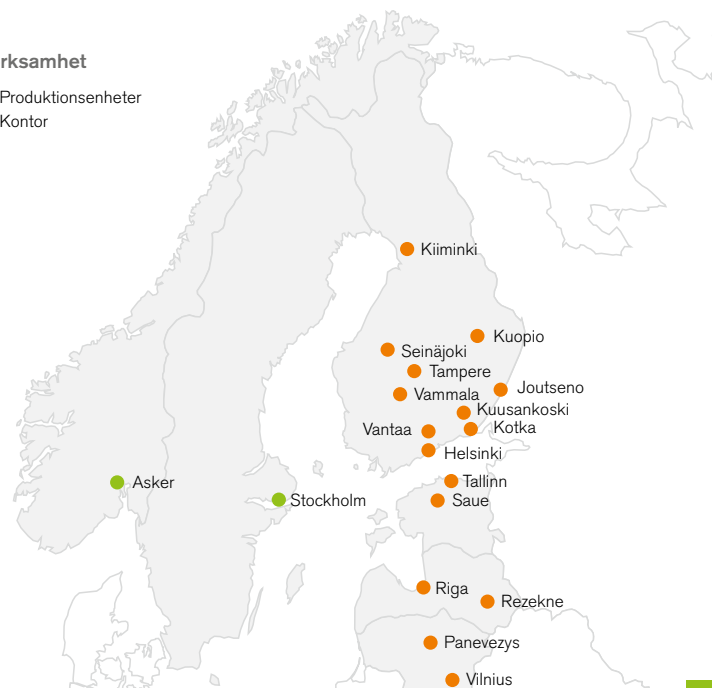 rksamhet
Produktionsenheter
Kontor
Kiiminki
Kuopio
Seinäjoki
Tampere
Joutseno
Vammala
Kuusankoski
Vantaa
Kotka
Helsinki
Asker
Tallinn
Stockholm
Saue
Riga
Rezekne
Panevezys
Vilnius